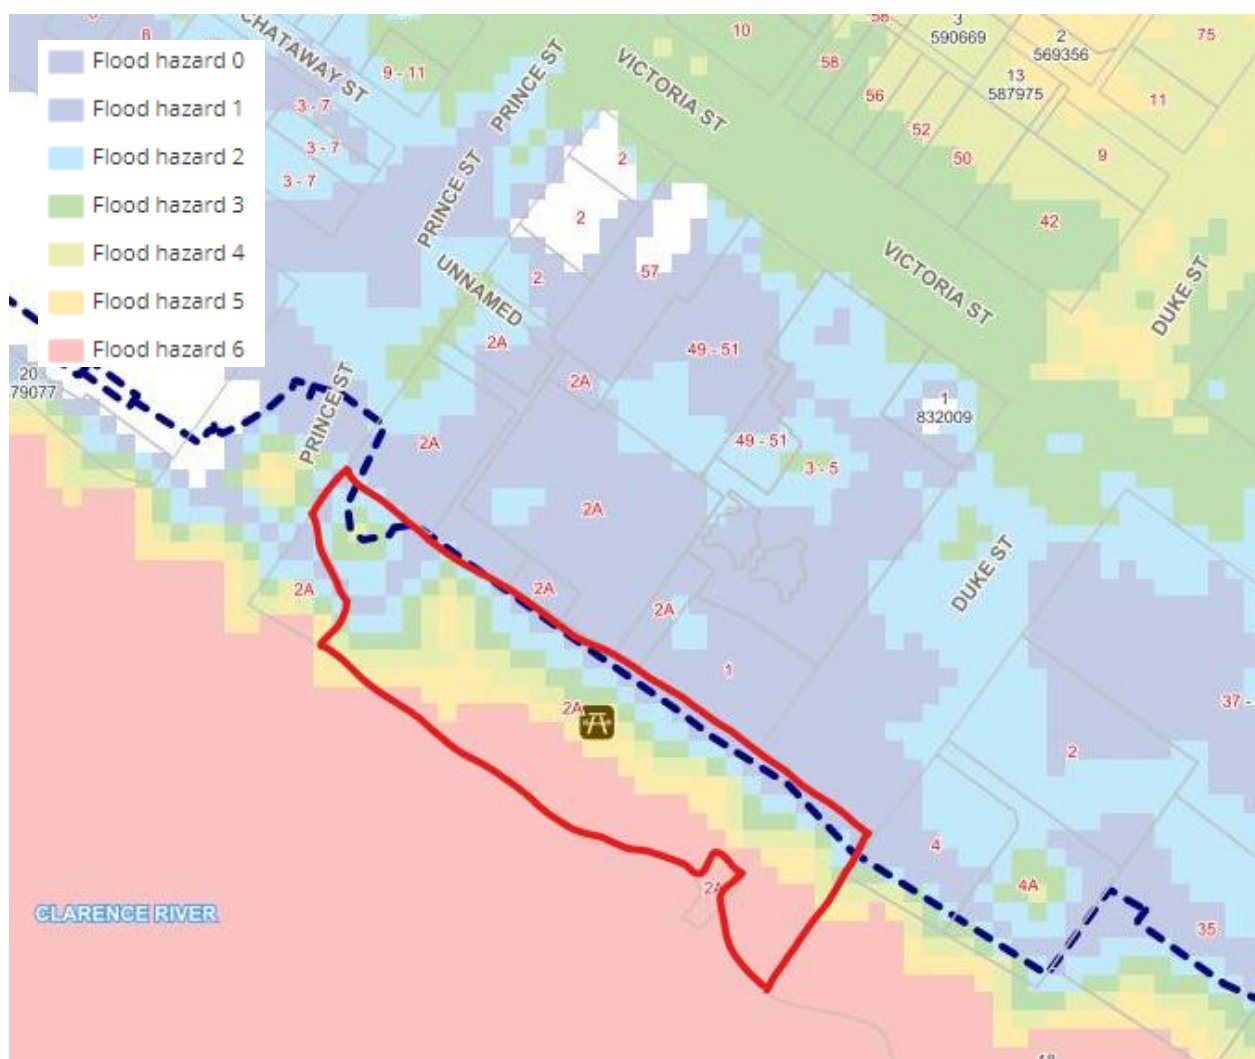 Flood hazard 0
Flood hazard 1
Flood hazard 2
Flood hazard 3
Flood hazard 4
Flood hazard 5
Flood hazard 6
CHATAWAY ST
8
9 - 11
3 - 7
3 - 7
3 - 7
PRINCE ST
PRINCE ST
PRINCE ST
UNNAMED
VICTORIA ST
VICTORIA ST
10
58
58
56
52
50
3
590669
2
569356
13
587975
75
11
9
42
DUKE ST
DUKE ST
2
2
2
57
2A
2A
49 - 51
49 - 51
3 - 5
1
832009
20
79077
2A
2A
2A
2A
2A
2A
2A
1
2
37 -
4
4A
35
CLARENCE RIVER